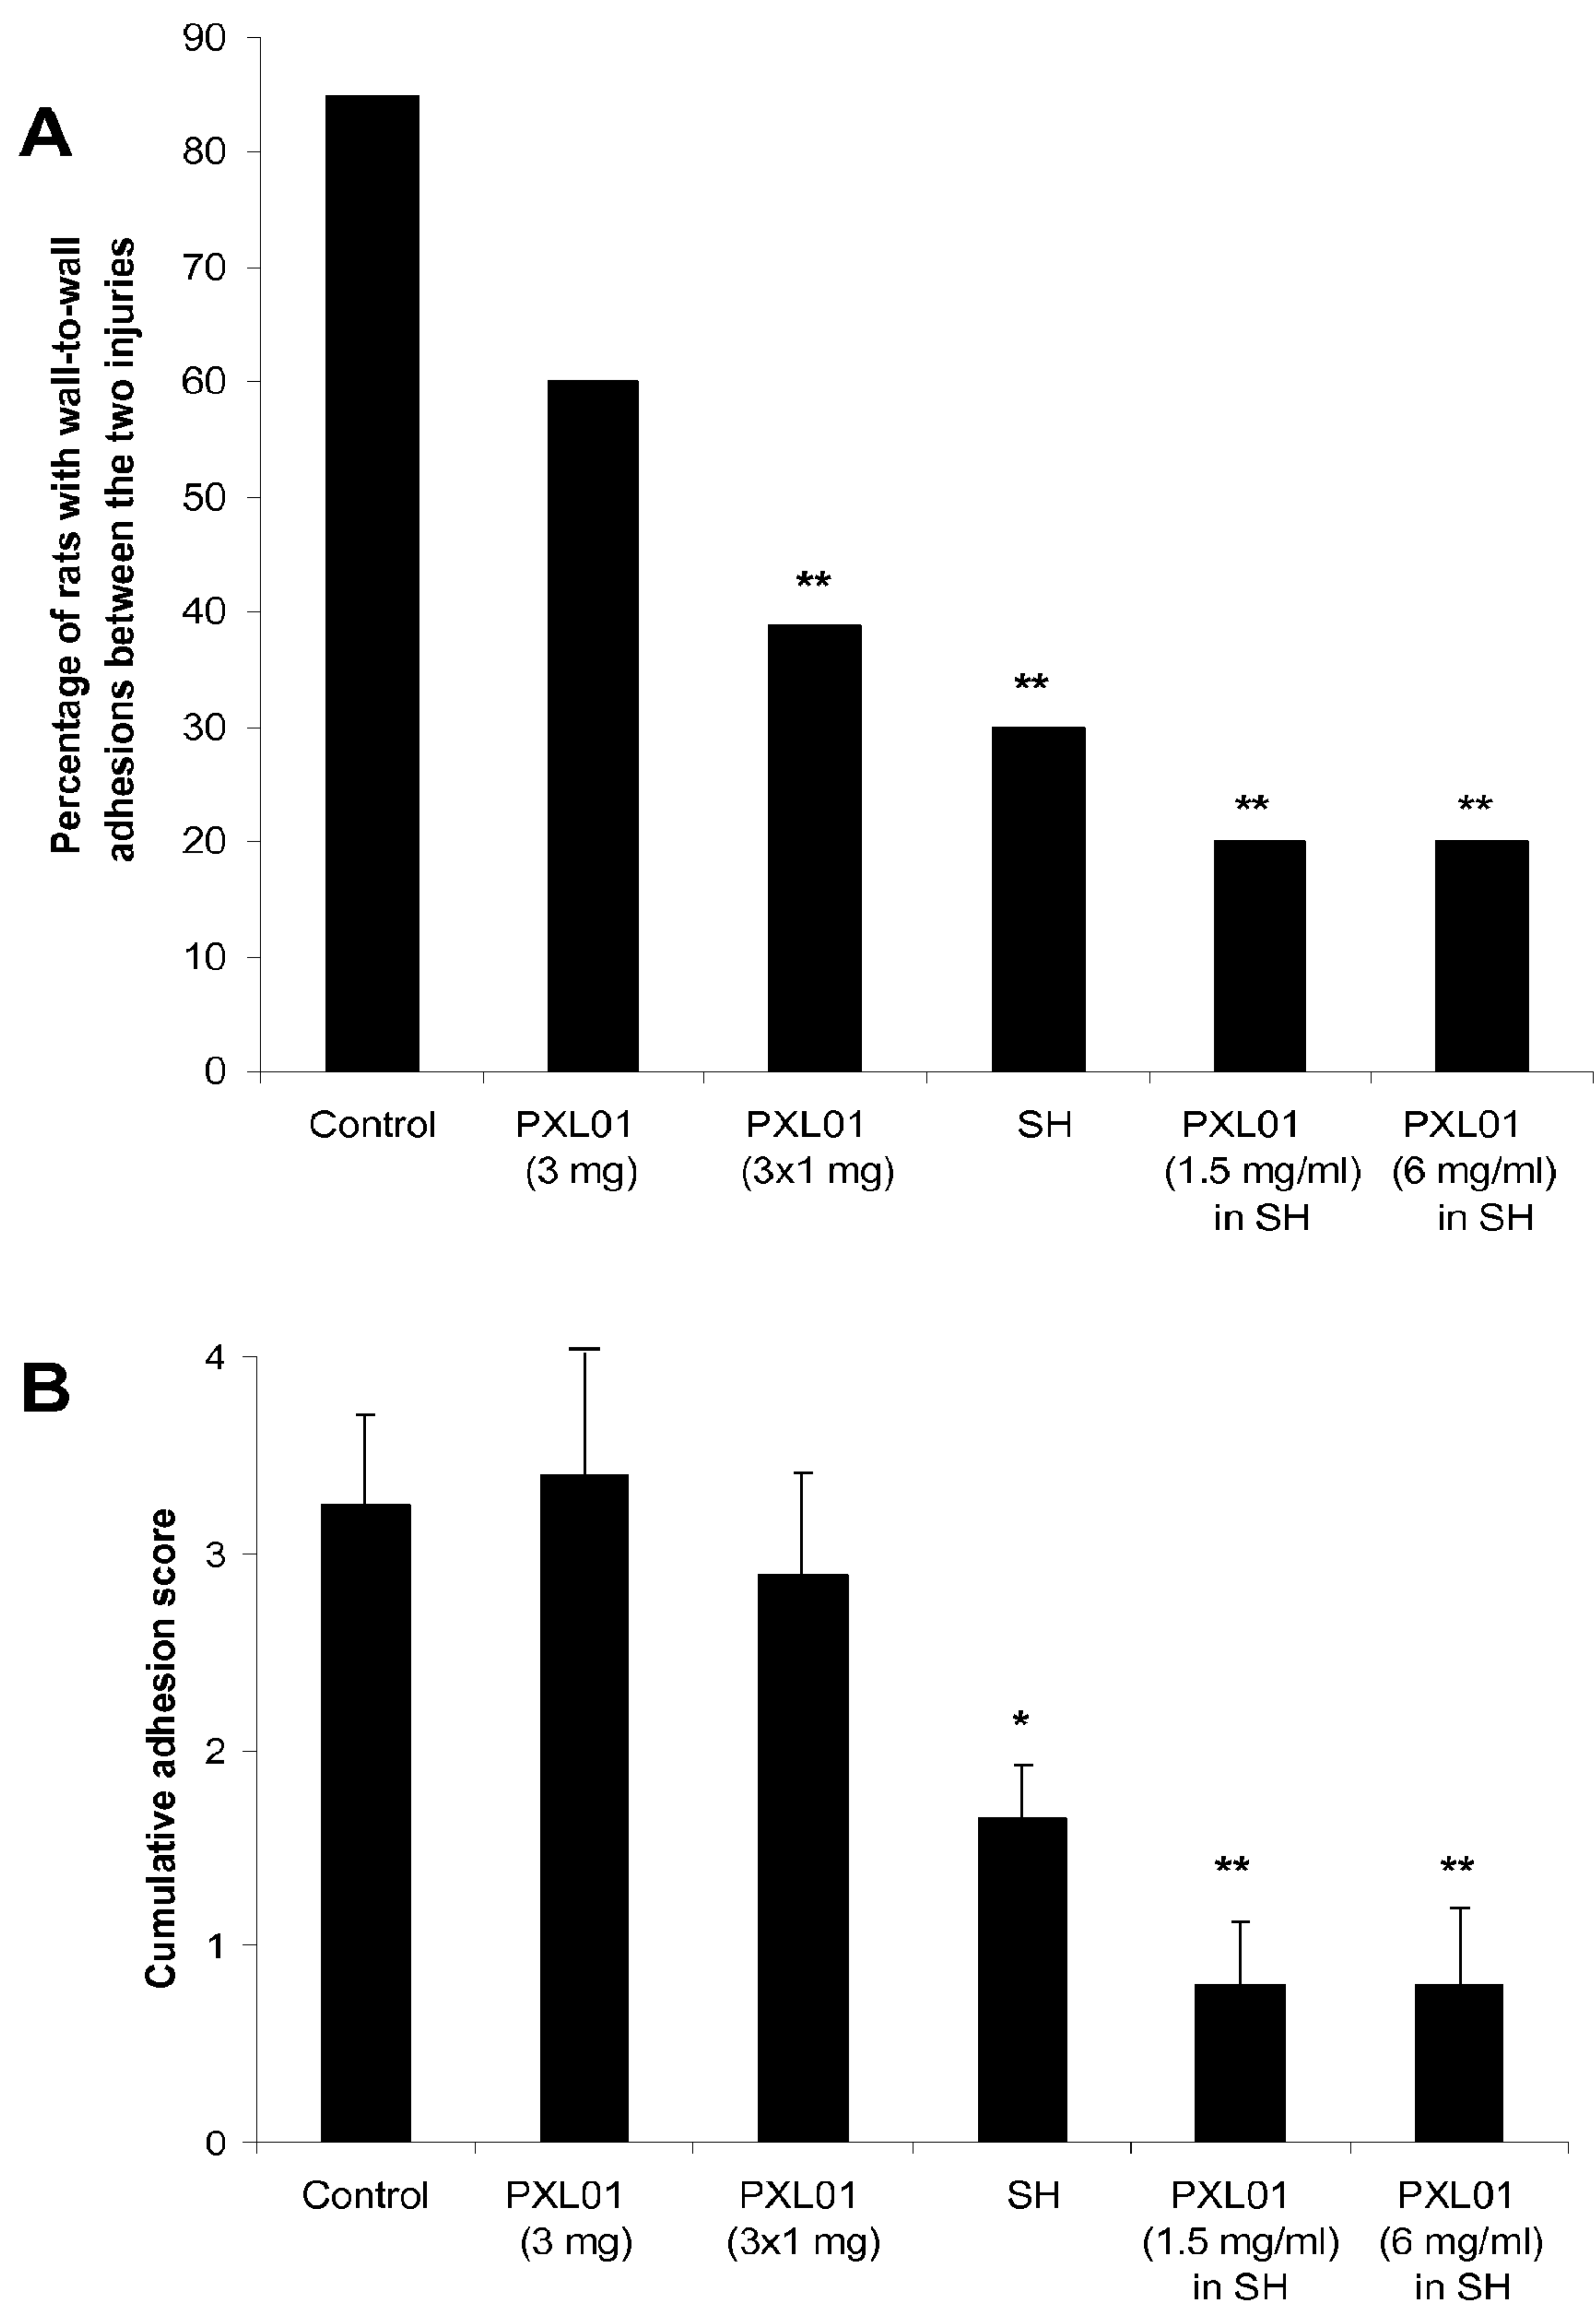 A
Percentage of rats with wall-to-wall
adhesions between the two injuries
90
80
70
60
50
40
30
20
10
0
**
**
**
**
Control
PXL01
(3 mg)
PXL01
(3x1 mg)
SH
PXL01
(1.5 mg/ml)
in SH
PXL01
(6 mg/ml)
in SH
B
Cumulative adhesion score
4
3
2
1
0
*
**
**
Control
PXL01
(3 mg)
PXL01
(3x1 mg)
SH
PXL01
(1.5 mg/ml)
in SH
PXL01
(6 mg/ml)
in SH